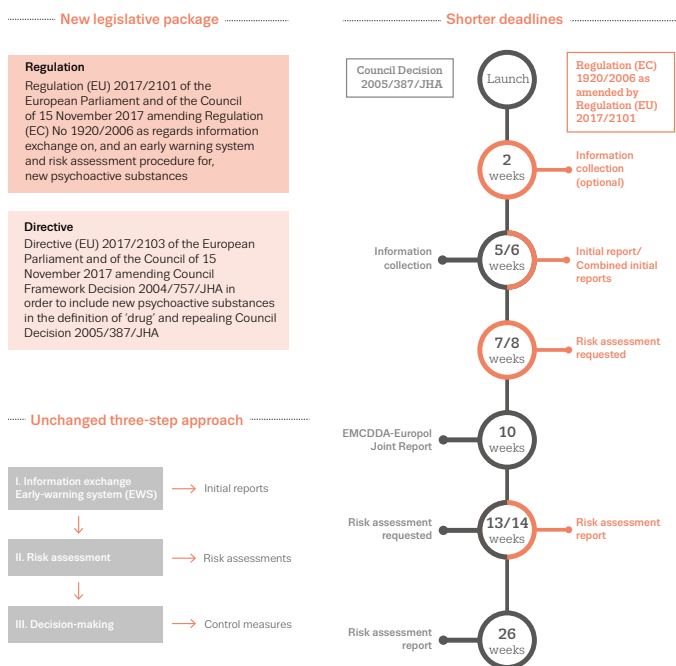 New legislative package
Regulation
Regulation (EU) 2017/2101 of the
European Parliament and of the Council
of 15 November 2017 amending Regulation
(EC) No 1920/2006 as regards information
exchange on, and an early warning system
and risk assessment procedure for,
new psychoactive substances
Directive
Directive (EU) 2017/2103 of the European
Parliament and of the Council of 15
November 2017 amending Council
Framework Decision 2004/757/JHA in
order to include new psychoactive substances
in the definition of ‘drug’ and repealing Council
Decision 2005/387/JHA
Unchanged three-step approach
I. Information exchange
Early-warning system (EWS)
Initial reports
II. Risk assessment
Risk assessments
III. Decision-making
Control measures
Shorter deadlines
Council Decision
2005/387/JHA
Launch
Regulation (EC)
1920/2006 as
amended by
Regulation (EU)
2017/2101
2
weeks
Information
collection
(optional)
Information
collection
5/6
weeks
Initial report/
Combined initial
reports
7/8
weeks
Risk assessment
requested
EMCDDA-Europol
Joint Report
10
weeks
Risk assessment
requested
13/14
weeks
Risk assessment
report
Risk assessment
report
26
weeks